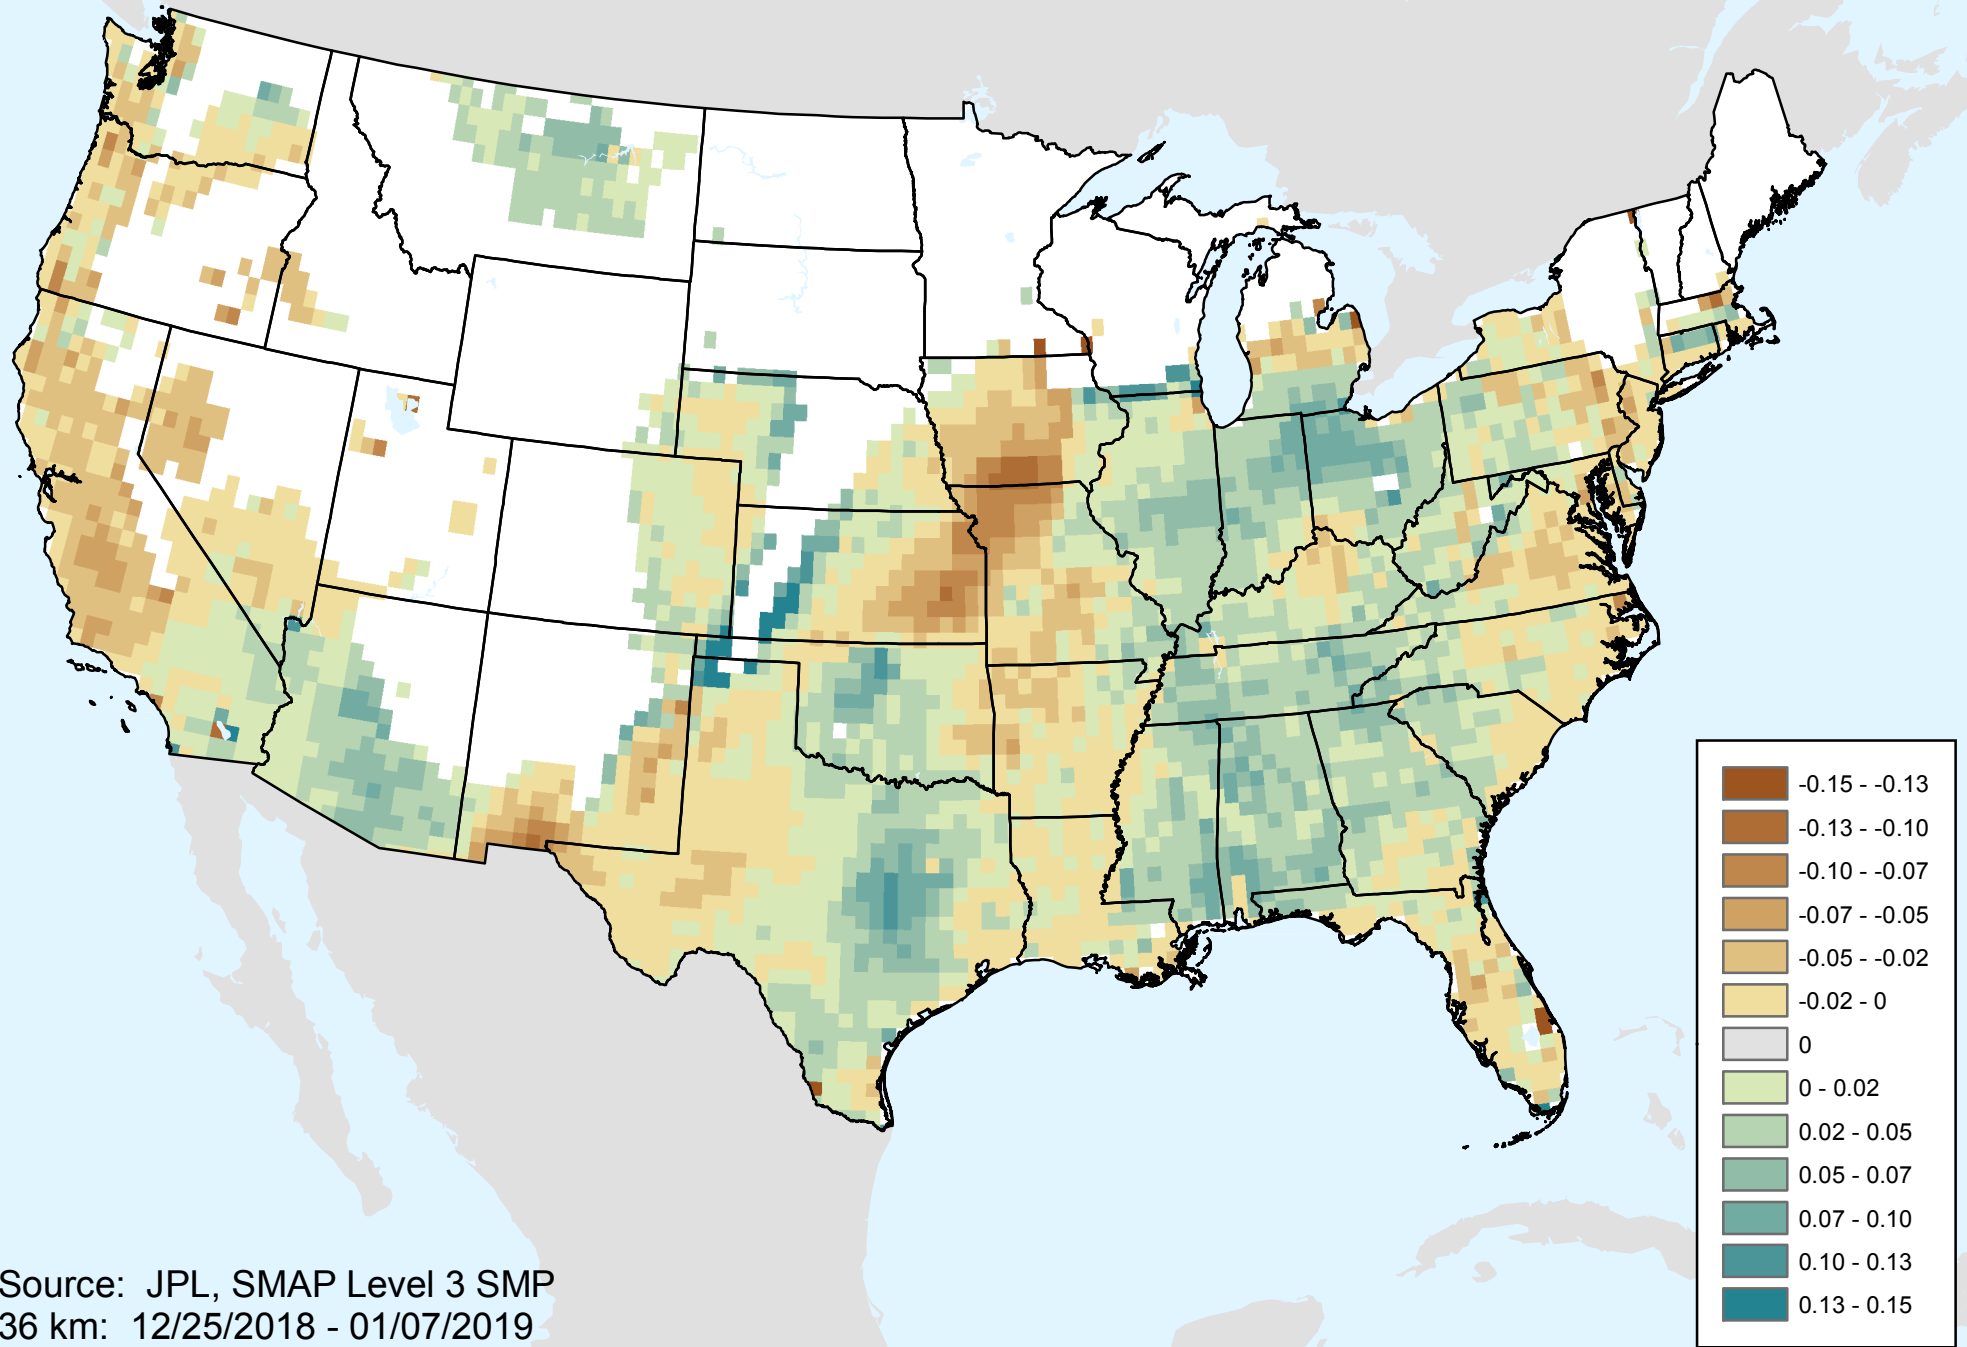 -0.15 - -0.13
-0.13 - -0.10
-0.10 - -0.07
-0.07 - -0.05
-0.05 - -0.02
-0.02 - 0
0
0 - 0.02
0.02 - 0.05
0.05 - 0.07
0.07 - 0.10
0.10 - 0.13
0.13 - 0.15
Source:  JPL, SMAP Level 3 SMP
36 km:  12/25/2018 - 01/07/2019